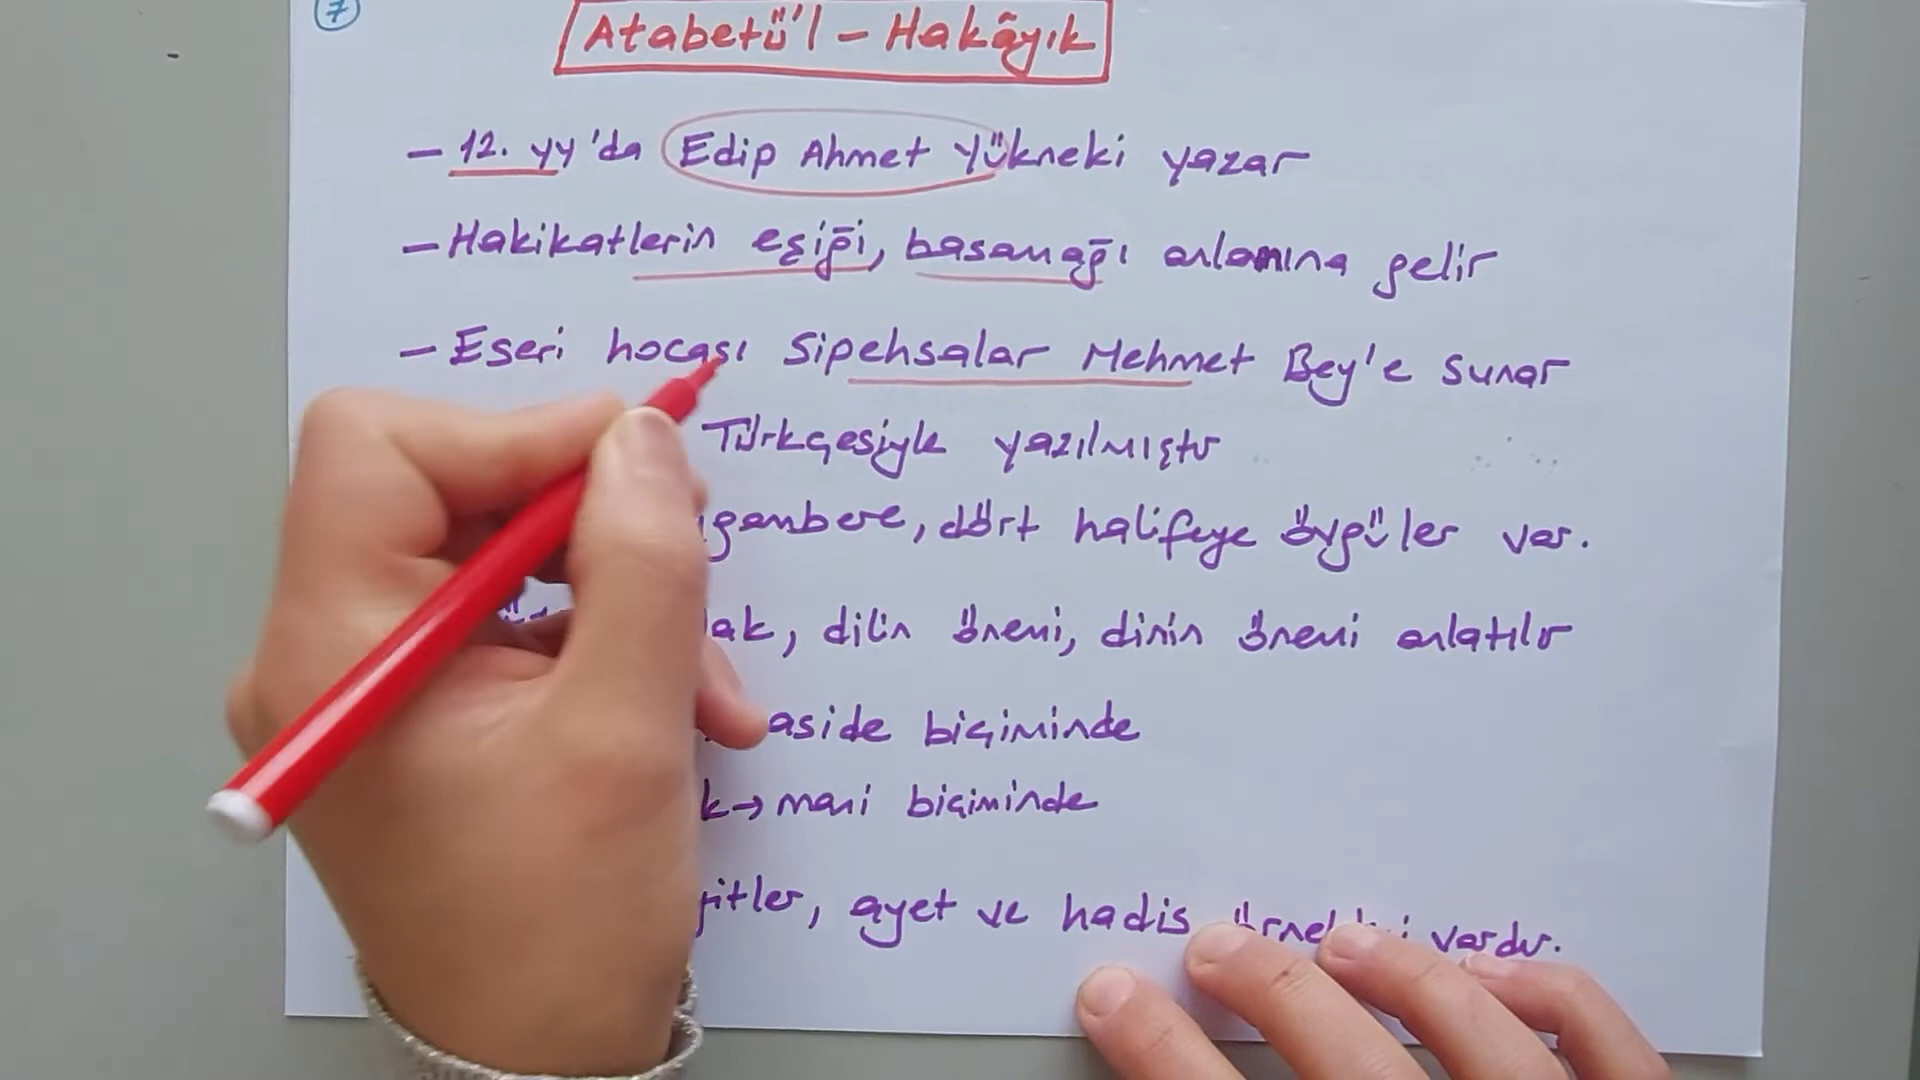 7
Atabetü'l - Hakâyık
- 12. yy'da Edip Ahmet Yükneki yazar
- Hakikatlerin eşiği, basamağı anlamına gelir
- Eseri hocası Sipehsalar Mehmet Bey'e sunar
Türkçesiyle yazılmıştır
dört halifeye övgüler var.
dilin önemi, dinin önemi anlatılır
biçiminde
→ mani biçiminde
ayet ve hadis vardır.